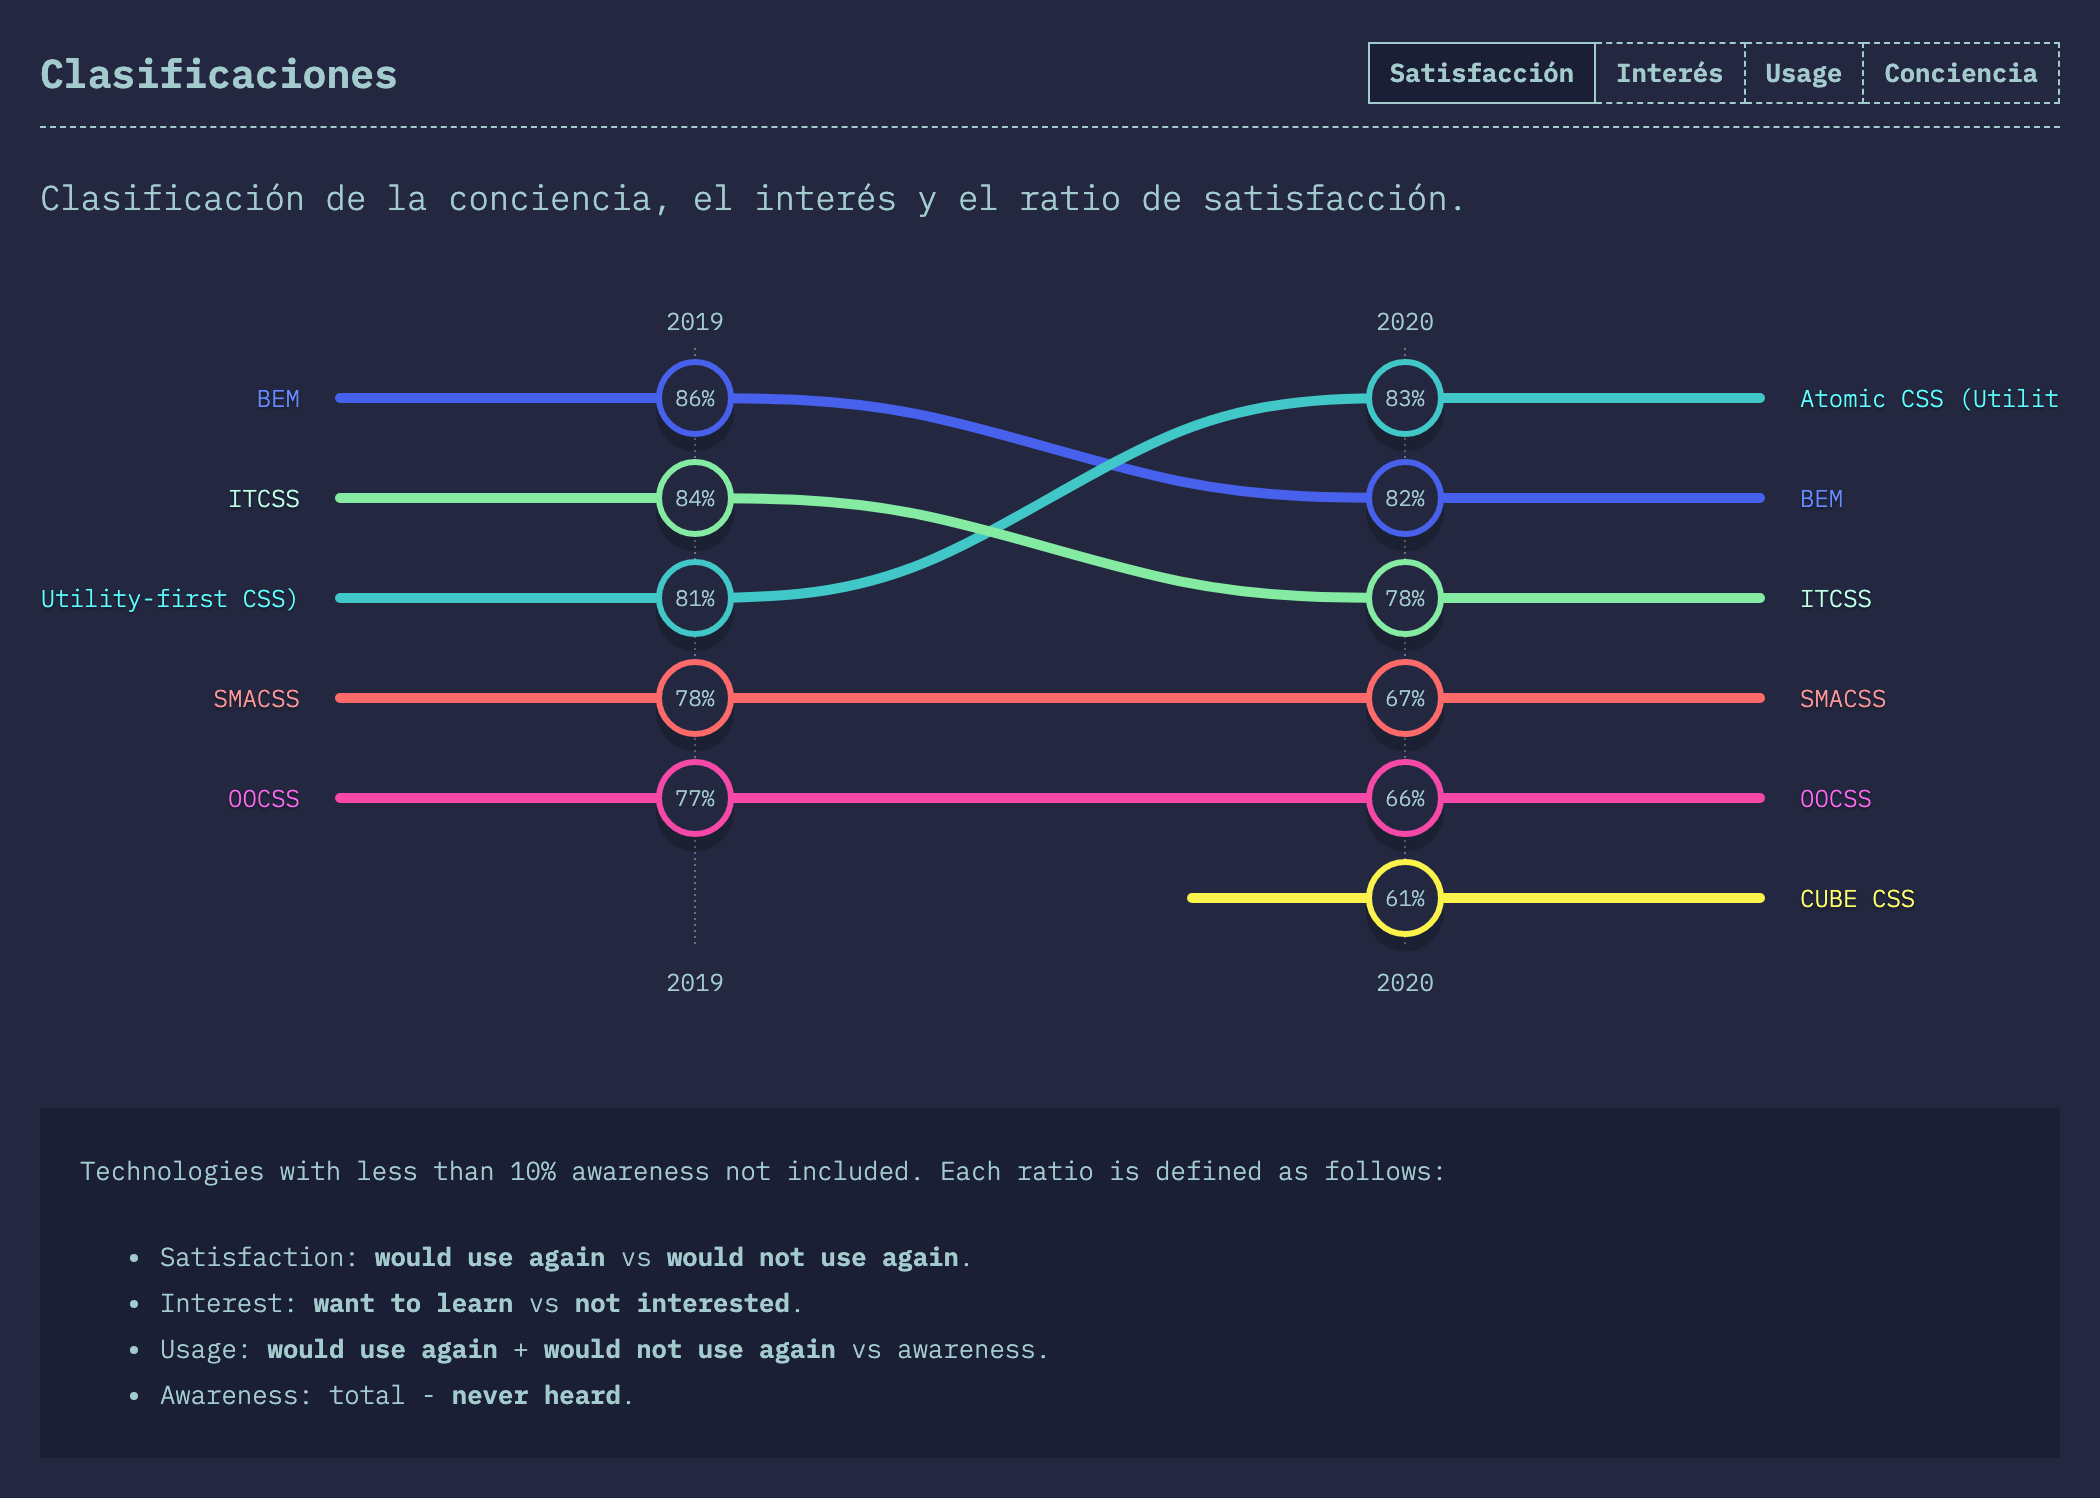 Clasificaciones
Satisfacción Interés Usage Conciencia
Clasificación de la conciencia, el interés y el ratio de satisfacción.
2019 2020
BEM 86% 83% Atomic CSS (Utilit
ITCSS 84% 82% BEM
Utility-first CSS) 81% 78% ITCSS
SMACSS 78% 67% SMACSS
OOCSS 77% 66% OOCSS
61% CUBE CSS
2019 2020
Technologies with less than 10% awareness not included. Each ratio is defined as follows:
• Satisfaction: would use again vs would not use again.
• Interest: want to learn vs not interested.
• Usage: would use again + would not use again vs awareness.
• Awareness: total - never heard.